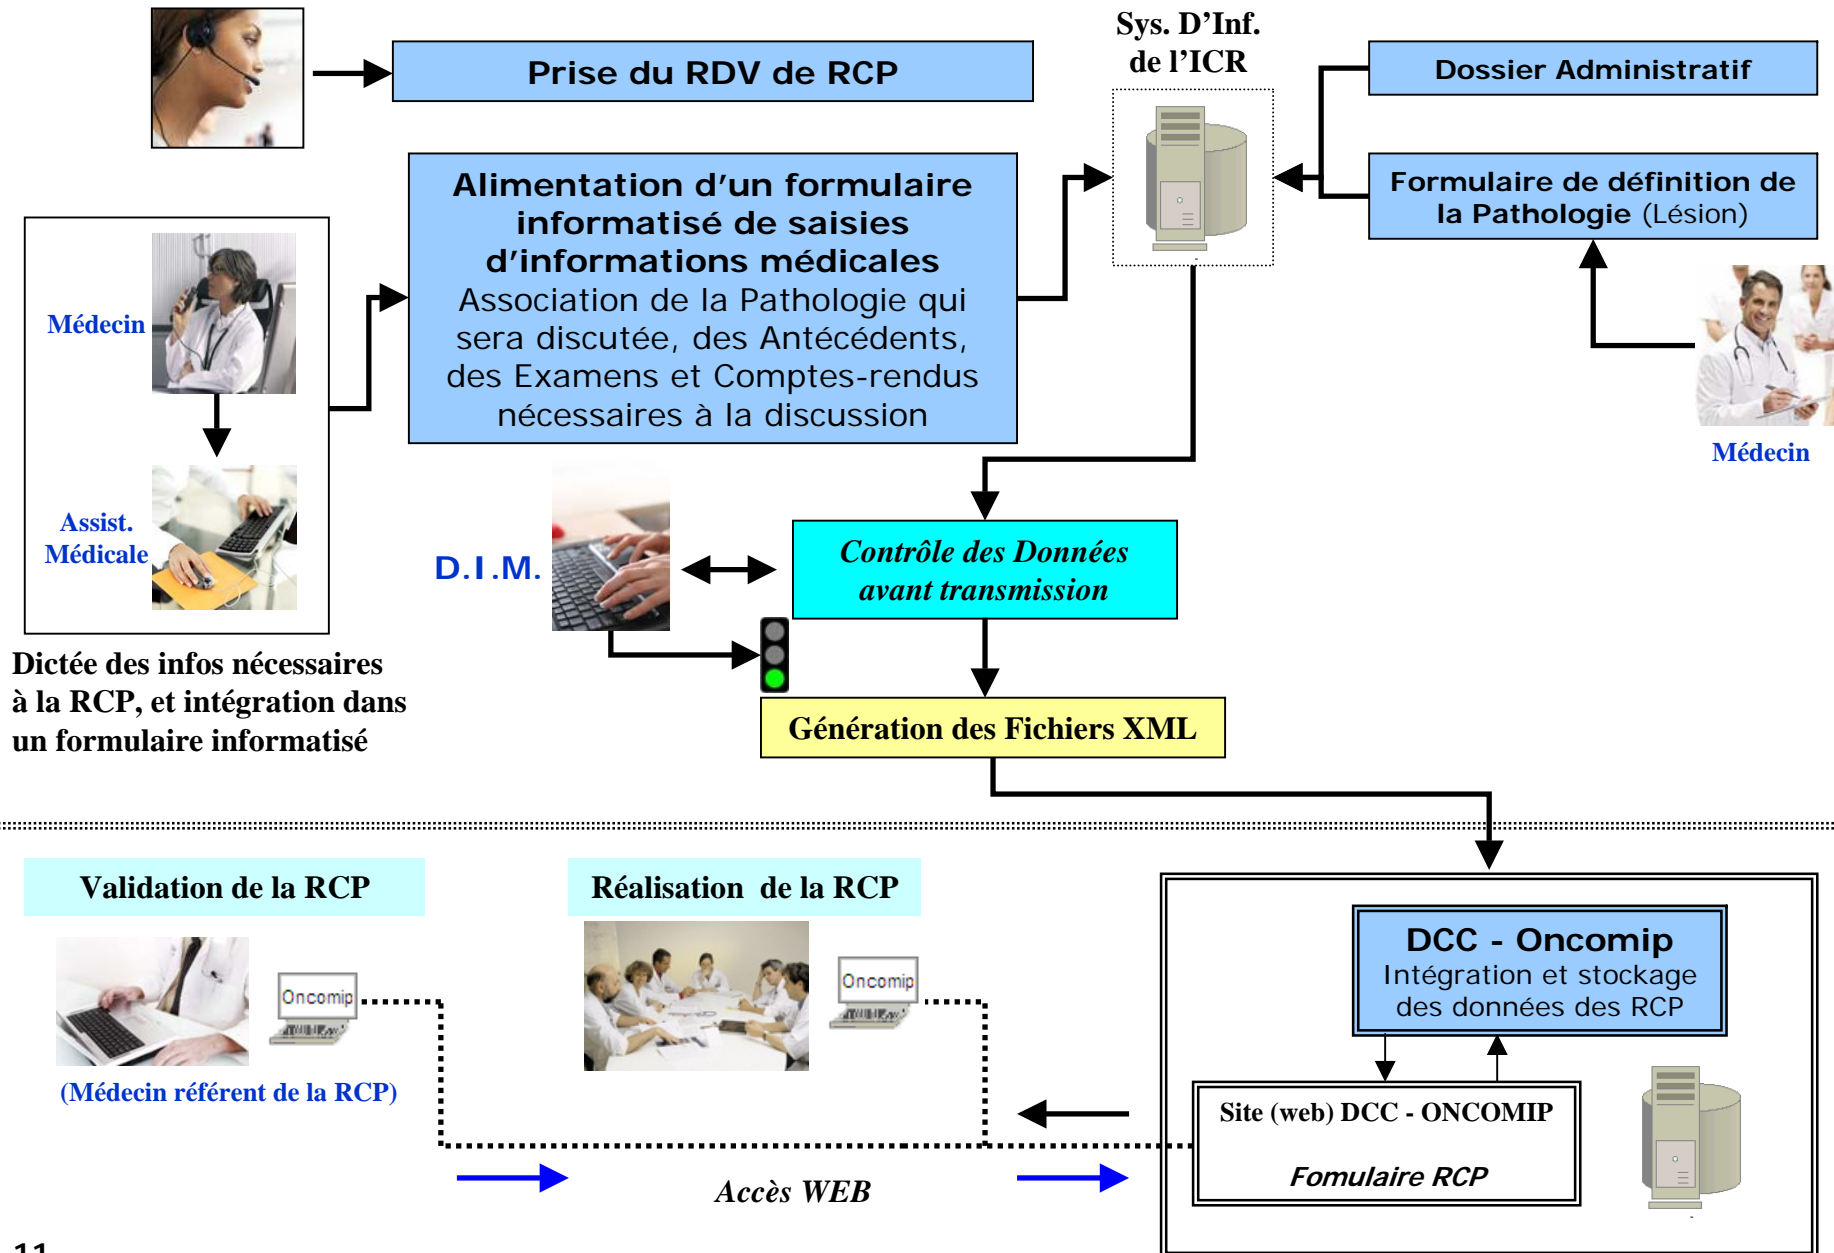 Sys. D’Inf.
de l’ICR
Prise du RDV de RCP
Dossier Administratif
Alimentation d’un formulaire
informatisé de saisies
d’informations médicales
Association de la Pathologie qui
sera discutée, des Antécédents,
des Examens et Comptes-rendus
nécessaires à la discussion
Formulaire de définition de
la Pathologie (Lésion)
Médecin
Médecin
Assist.
Médicale
D.I.M.
Contrôle des Données
avant transmission
Dictée des infos nécessaires
à la RCP, et intégration dans
un formulaire informatisé
Génération des Fichiers XML
Validation de la RCP
Réalisation de la RCP
Oncomip
Oncomip
(Médecin référent de la RCP)
DCC - Oncomip
Intégration et stockage
des données des RCP
Site (web) DCC - ONCOMIP
Fomulaire RCP
Accès WEB
11